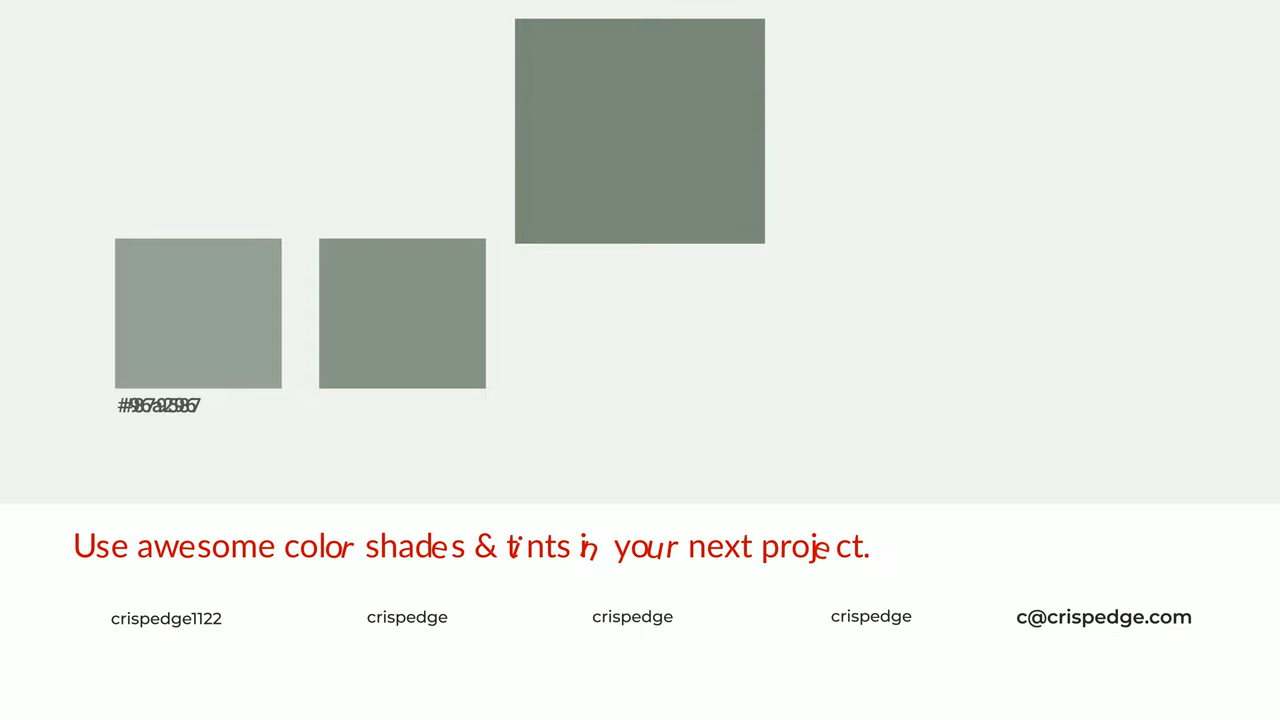 Use awesome color shades & tints in your next project.
crispedge1122
crispedge
crispedge
crispedge
c@crispedge.com